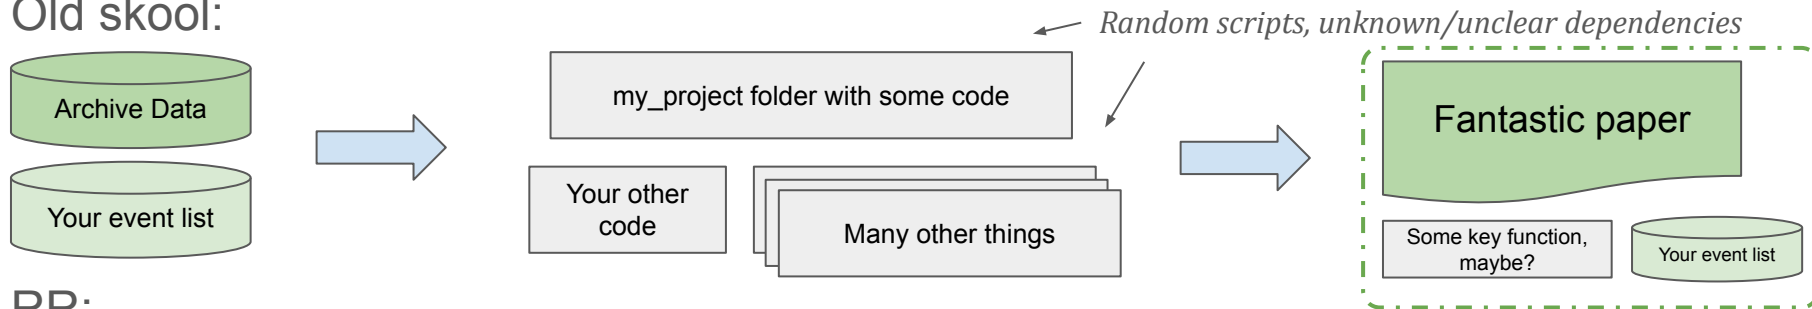 Old skool:
Random scripts, unknown/unclear dependencies
Archive Data
Your event list
my_project folder with some code
Your other
code
Many other things
Fantastic paper
Some key function,
maybe?
Your event list